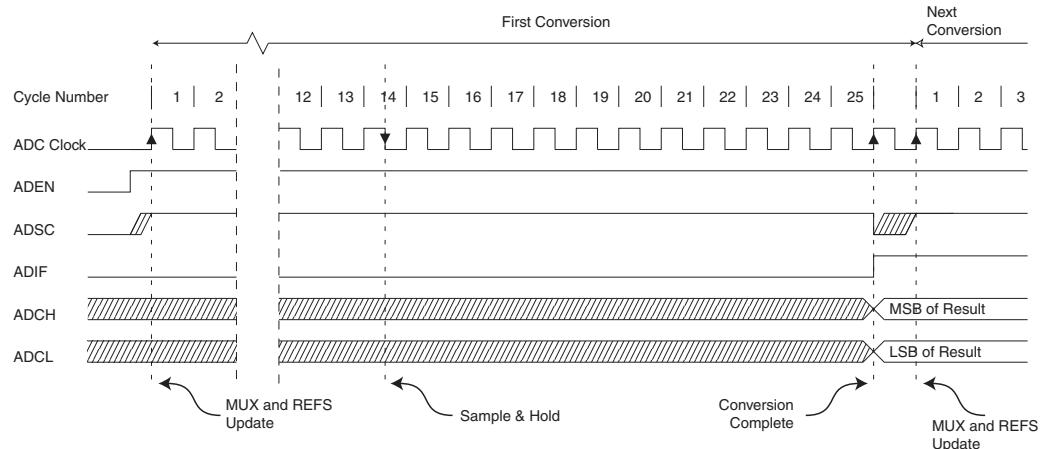 First Conversion
Next
Conversion
Cycle Number
1 2 12 13 14 15 16 17 18 19 20 21 22 23 24 25 1 2 3
ADC Clock
ADEN
ADSC
ADIF
ADCH
MSB of Result
ADCL
LSB of Result
MUX and REFS
Update
Sample & Hold
Conversion
Complete
MUX and REFS
Update